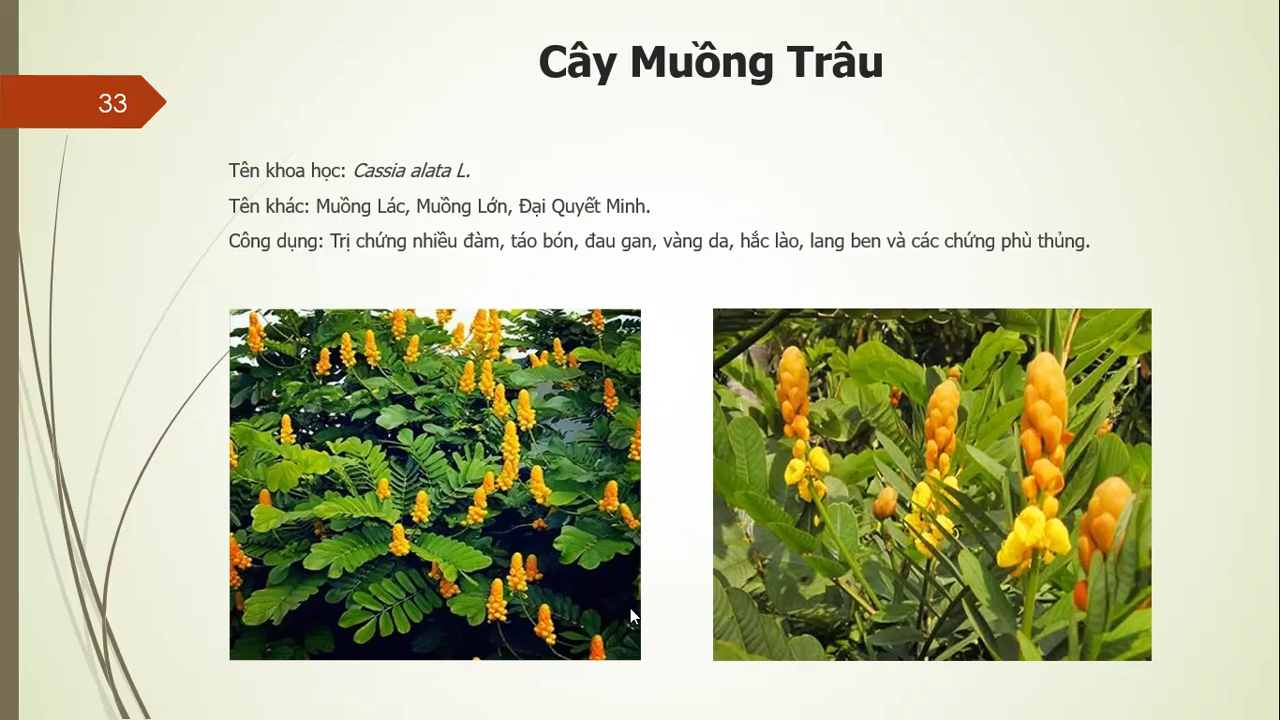 Cây Muồng Trâu
33
Tên khoa học: Cassia alata L.
Tên khác: Muồng Lác, Muồng Lớn, Đại Quyết Minh.
Công dụng: Trị chứng nhiều đàm, táo bón, đau gan, vàng da, hắc lào, lang ben và các chứng phù thủng.